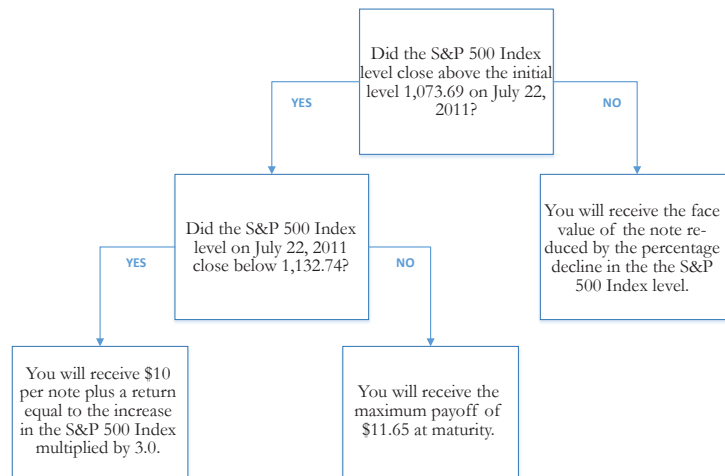 Did the S&P 500 Index
level close above the initial
level 1,073.69 on July 22,
2011?
YES
NO
Did the S&P 500 Index
level on July 22, 2011
close below 1,132.74?
You will receive the face
value of the note re-
duced by the percentage
decline in the the S&P
500 Index level.
YES
NO
You will receive $10
per note plus a return
equal to the increase
in the S&P 500 Index
multiplied by 3.0.
You will receive the
maximum payoff of
$11.65 at maturity.